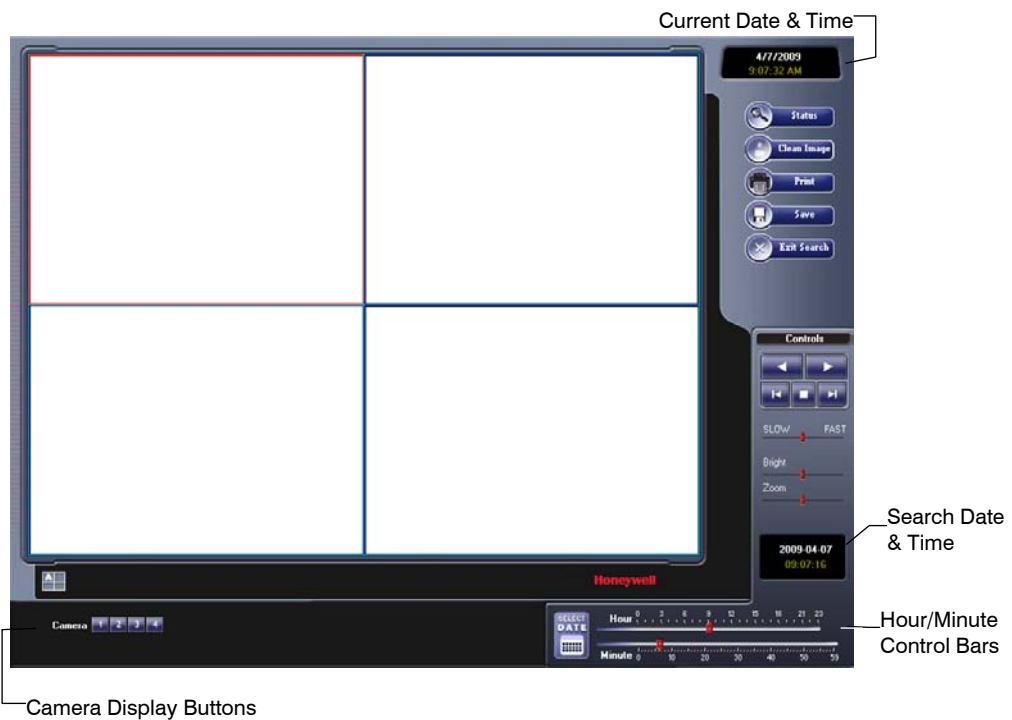 Current Date & Time
4/7/2009
9:07:32 AM
Status
Clean Image
Print
Save
Exit Search
Controls
SLOW FAST
Bright
Zoom
Search Date
& Time
2009-04-07
09:07:16
A
Honeywell
Camera 1 2 3 4
SELECT
DATE
Hour 0 3 6 9 12 15 18 21 23
Minute 0 10 20 30 40 50 59
Hour/Minute
Control Bars
Camera Display Buttons